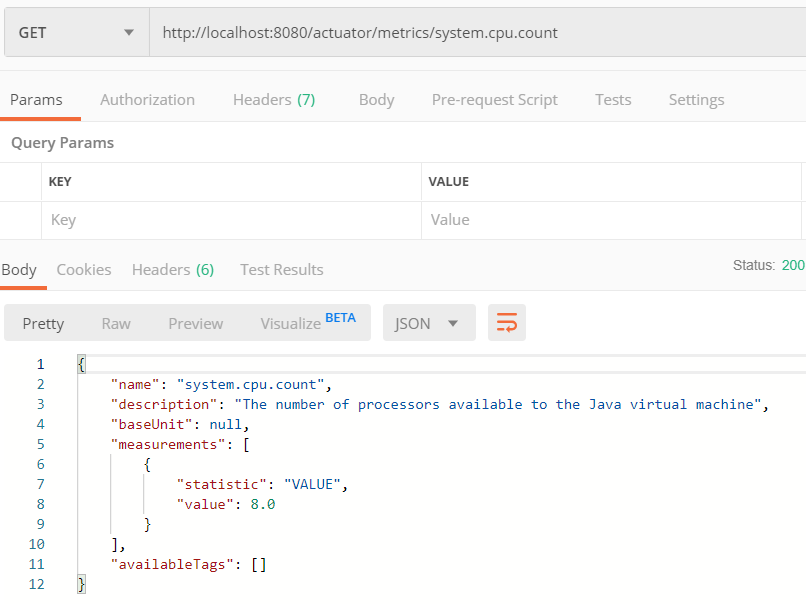 GET http://localhost:8080/actuator/metrics/system.cpu.count
Params Authorization Headers (7) Body Pre-request Script Tests Settings
Query Params
KEY VALUE
Key Value
Body Cookies Headers (6) Test Results Status: 200
Pretty Raw Preview Visualize BETA JSON
1 {
2 "name": "system.cpu.count",
3 "description": "The number of processors available to the Java virtual machine",
4 "baseUnit": null,
5 "measurements": [
6 {
7 "statistic": "VALUE",
8 "value": 8.0
9 }
10 ],
11 "availableTags": []
12 }